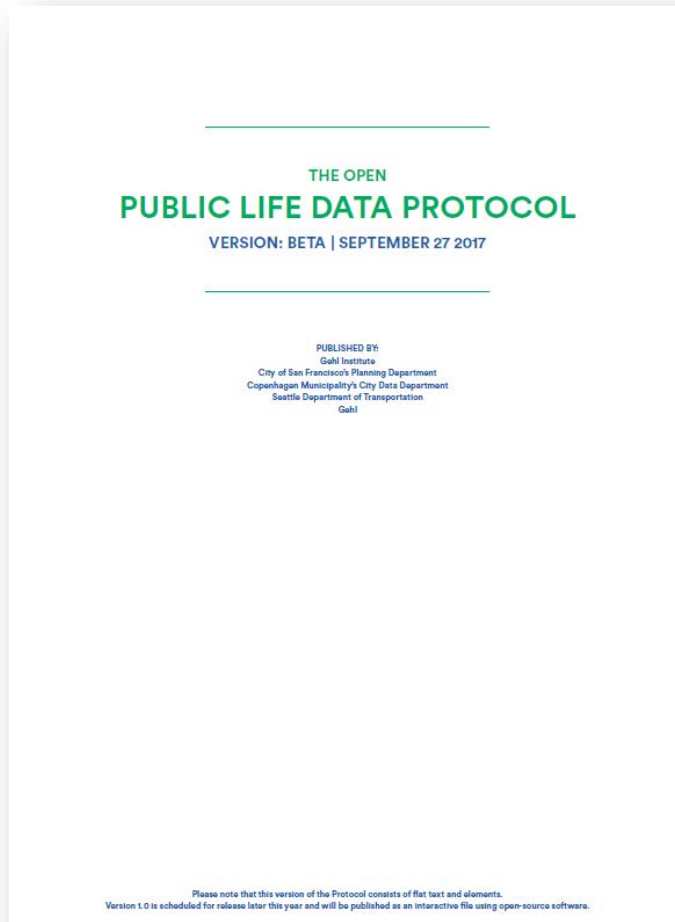 THE OPEN
PUBLIC LIFE DATA PROTOCOL
VERSION: BETA | SEPTEMBER 27 2017
PUBLISHED BY:
Gehl Institute
City of San Francisco's Planning Department
Copenhagen Municipality's City Data Department
Seattle Department of Transportation
Gehl
Please note that this version of the Protocol consists of flat text and elements.
Version 1.0 is scheduled for release later this year and will be published as an interactive file using open-source software.